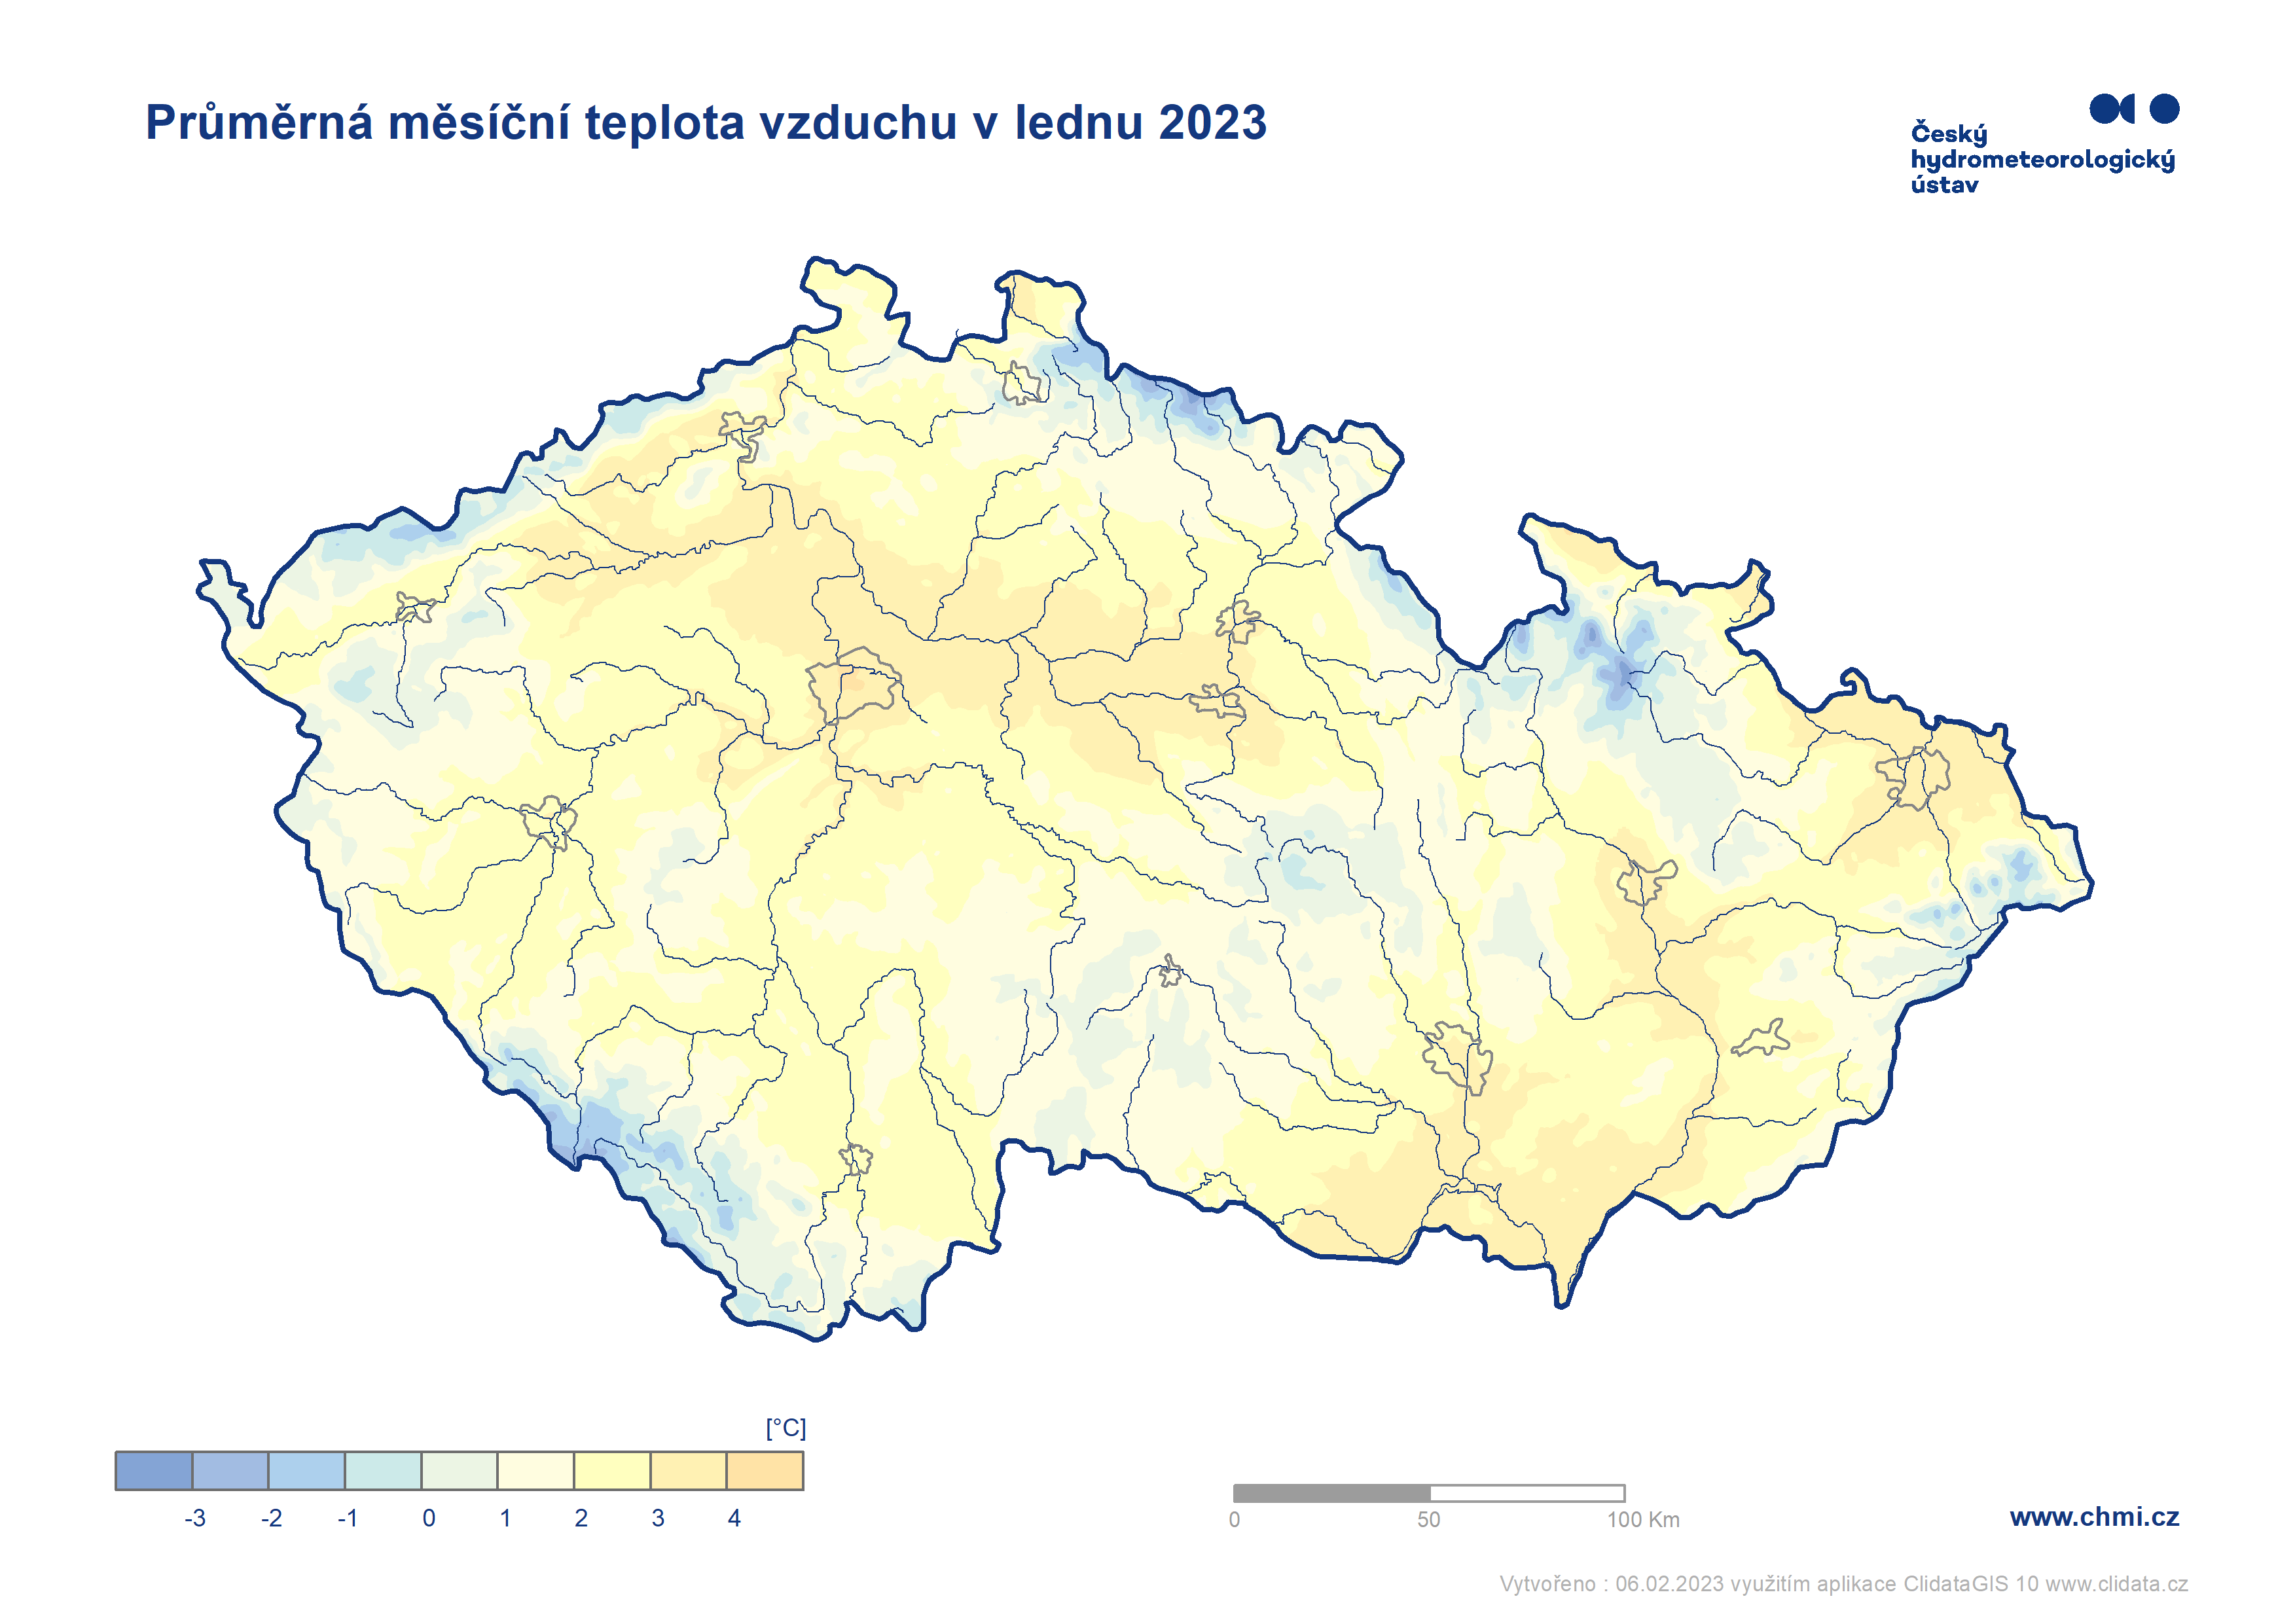 Průměrná měsíční teplota vzduchu v lednu 2023
Český
hydrometeorologický
ústav
[°C]
-3 -2 -1 0 1 2 3 4
0 50 100 Km
www.chmi.cz
Vytvořeno : 06.02.2023 využitím aplikace ClidataGIS 10 www.clidata.cz